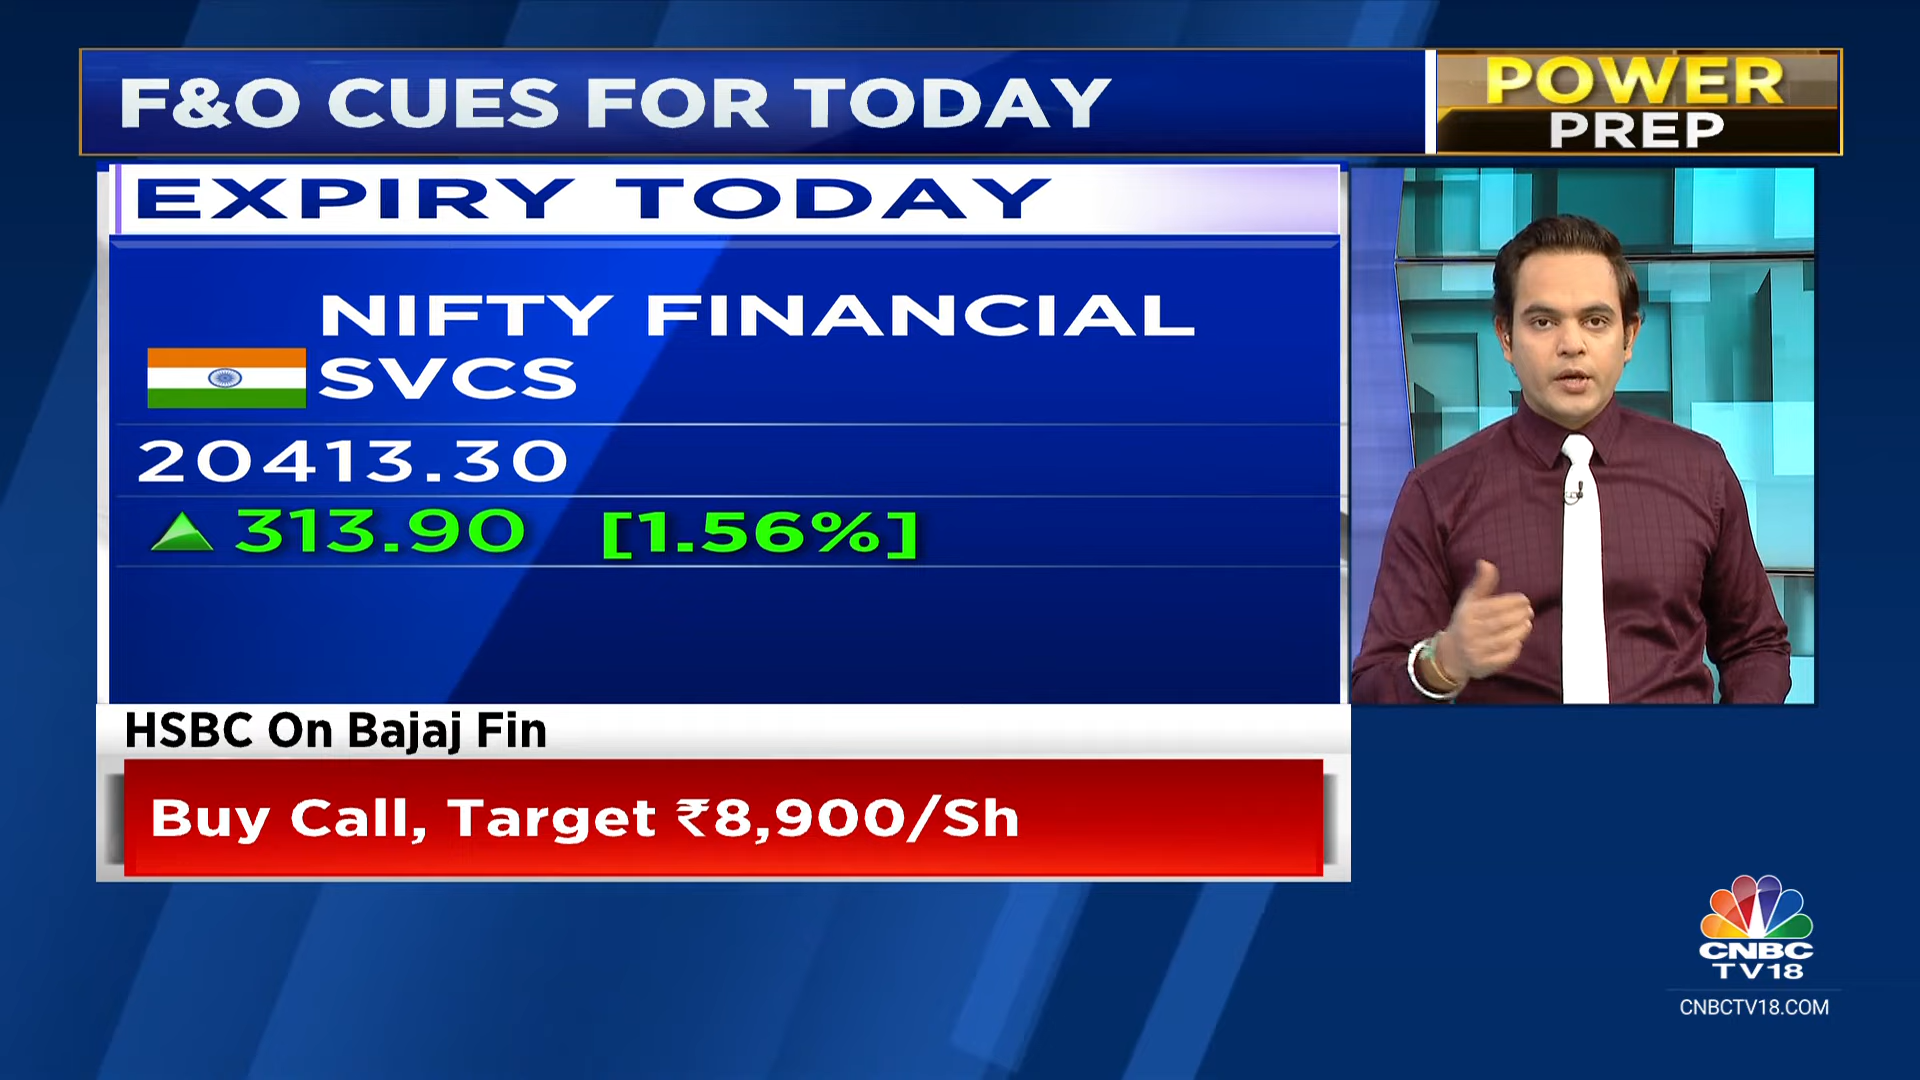 F&O CUES FOR TODAY
POWER
PREP
EXPIRY TODAY
NIFTY FINANCIAL
SVCS
20413.30
313.90 [1.56%]
HSBC On Bajaj Fin
Buy Call, Target ₹8,900/Sh
CNBC
TV18
CNBCTV18.COM